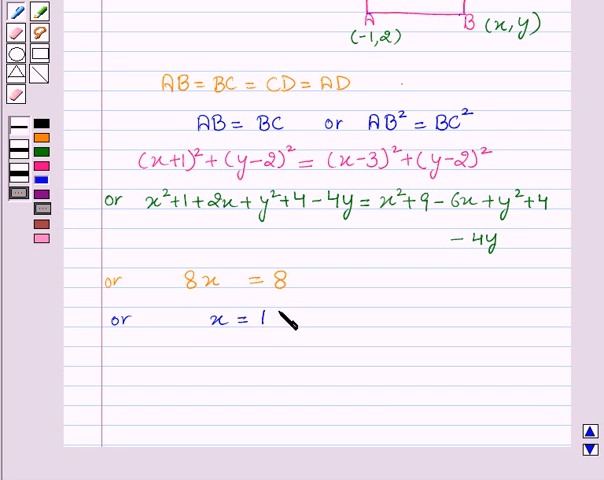 A B (x, y)
(-1, 2)
AB = BC = CD = AD
AB = BC or AB² = BC²
(x+1)² + (y-2)² = (x-3)² + (y-2)²
or x² + 1 + 2x + y² + 4 - 4y = x² + 9 - 6x + y² + 4
- 4y
or 8x = 8
or x = 1